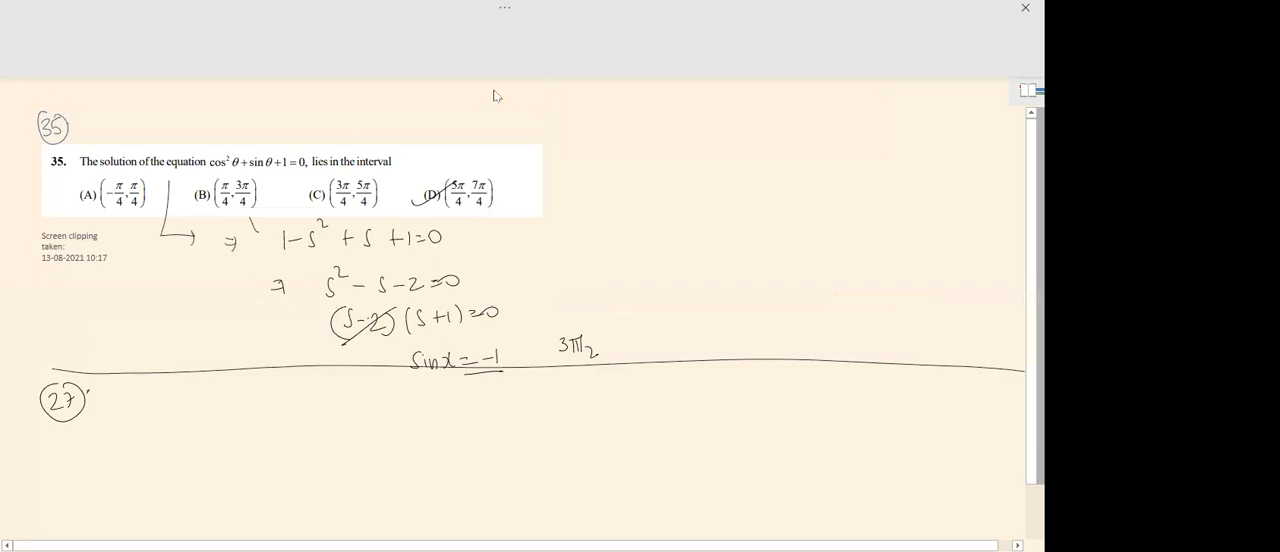 ...
35
35. The solution of the equation cos² θ + sin θ + 1 = 0, lies in the interval
(A) (-π/4, π/4) (B) (π/4, 3π/4) (C) (3π/4, 5π/4) (D) (5π/4, 7π/4)
Screen clipping
taken:
13-08-2021 10:17
⇒ 1-s² + s + 1=0
⇒ s² - s - 2 = 0
(s-2) (s+1) = 0
sinx = -1 3π/2
27